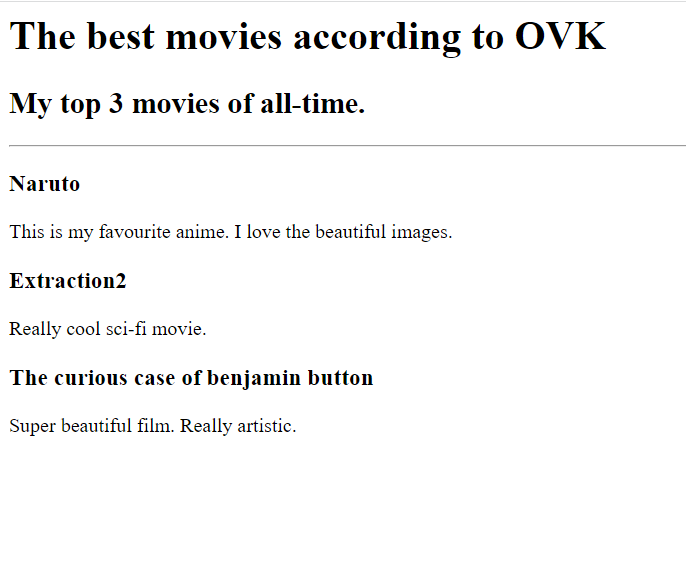 The best movies according to OVK
My top 3 movies of all-time.
Naruto
This is my favourite anime. I love the beautiful images.
Extraction2
Really cool sci-fi movie.
The curious case of benjamin button
Super beautiful film. Really artistic.